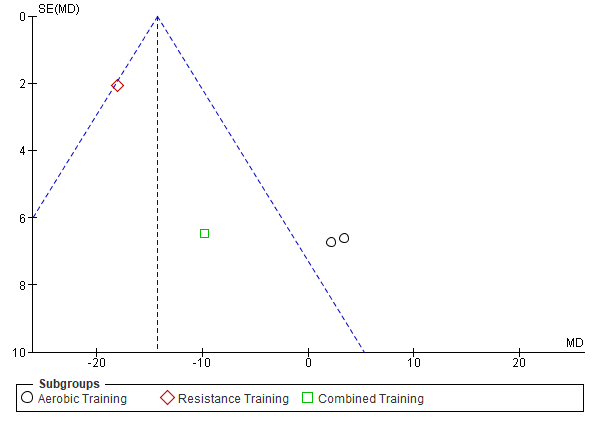 SE(MD)
0
2
4
6
8
10
MD
-20 -10 0 10 20
Subgroups
Aerobic Training Resistance Training Combined Training